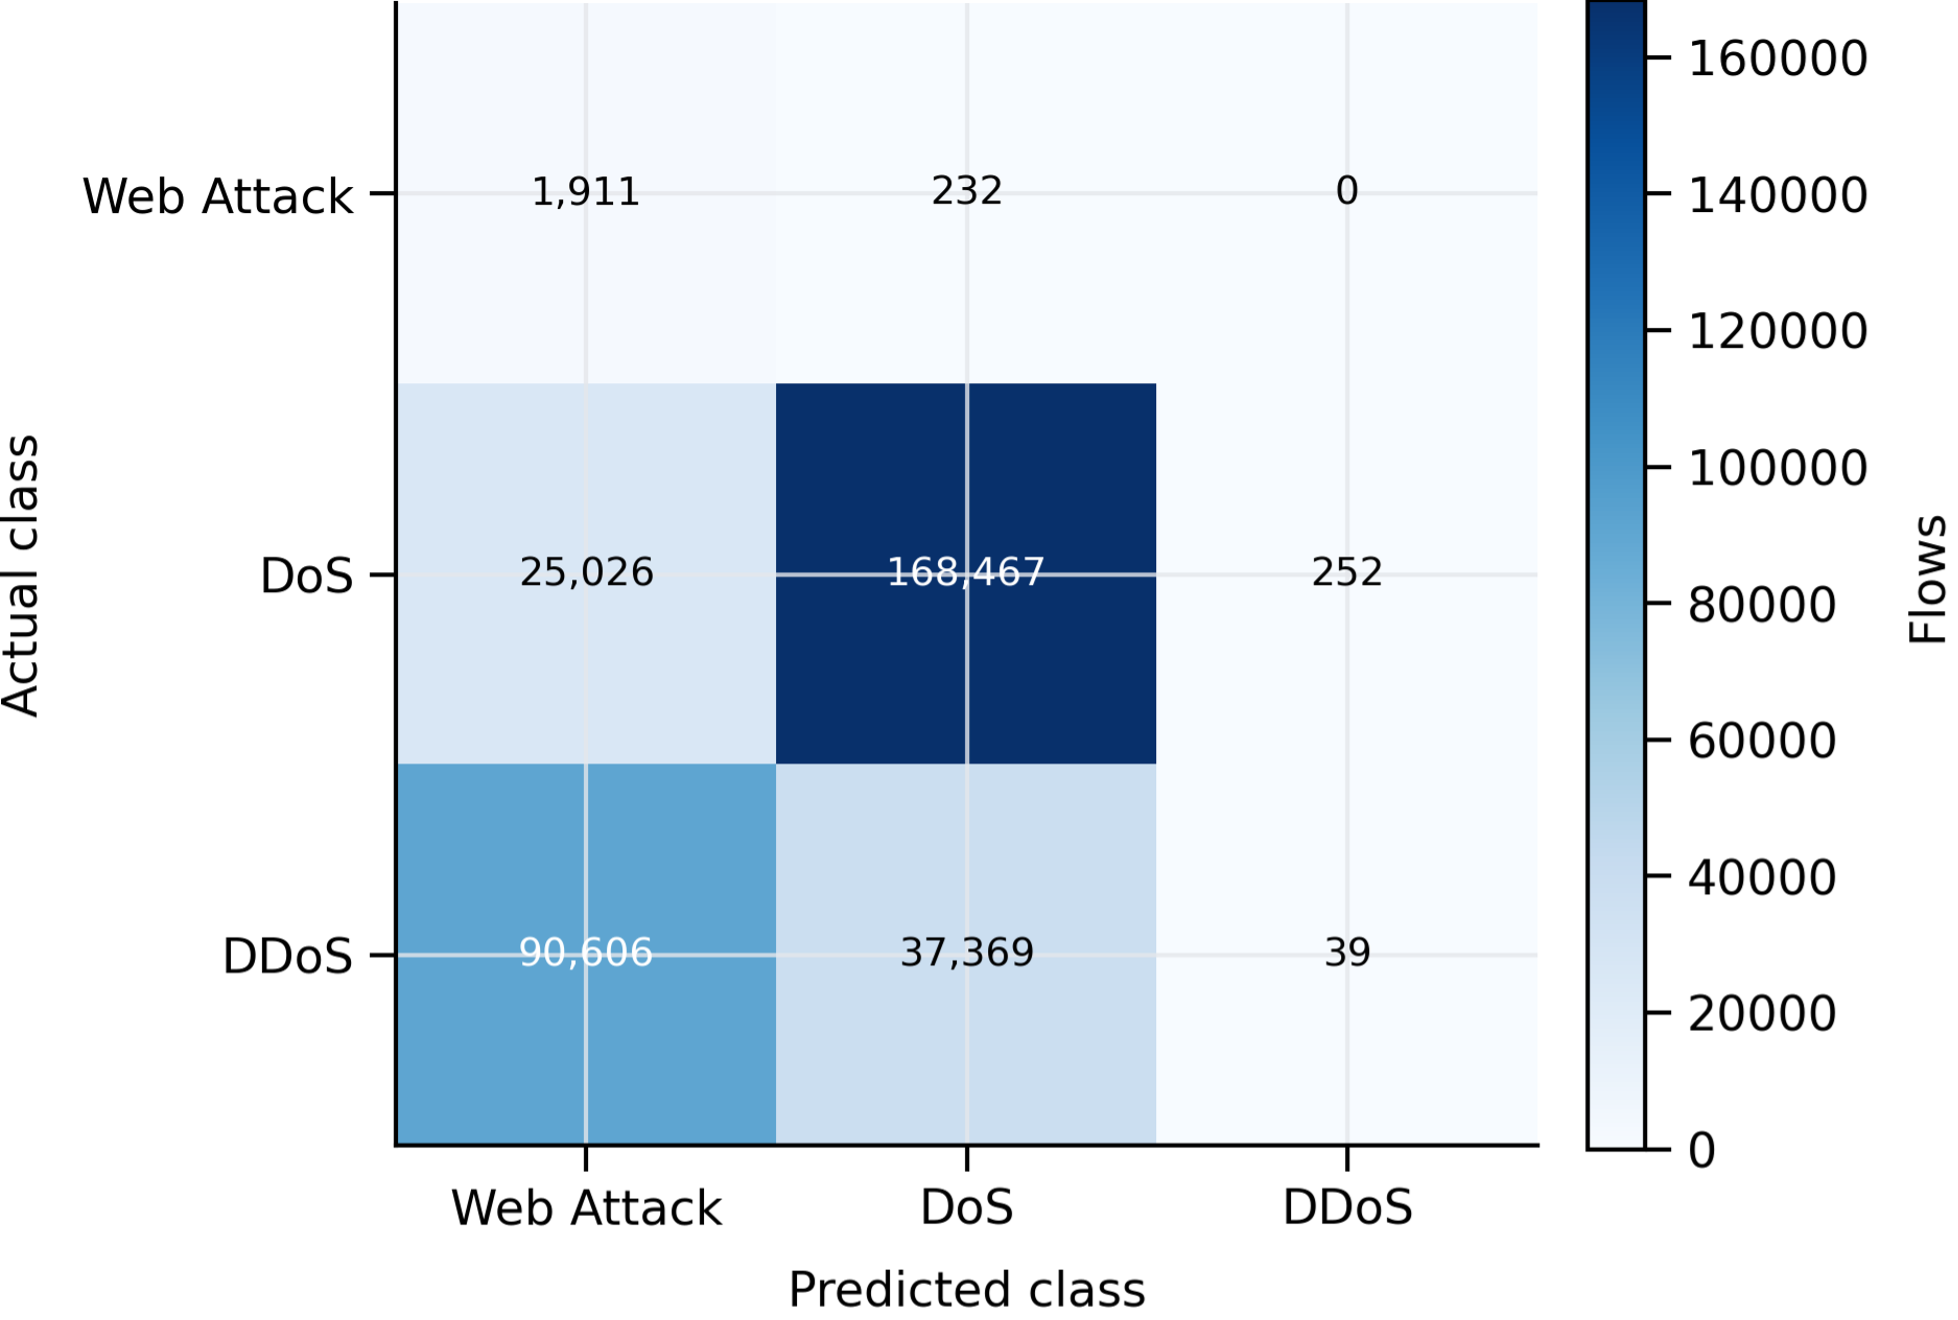 Web Attack
DoS
DDoS
Actual class
1,911 232 0
25,026 168,467 252
90,606 37,369 39
Web Attack DoS DDoS
Predicted class
160000
140000
120000
100000
80000
60000
40000
20000
0
Flows